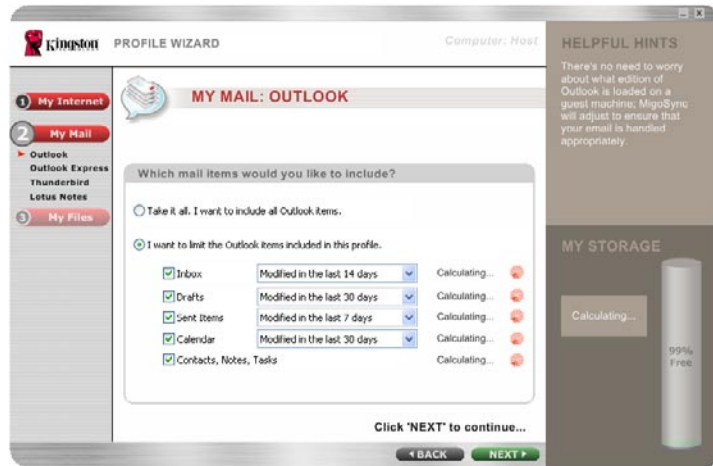 Kingston
PROFILE WIZARD
Computer: Host
1 My Internet
2 My Mail
Outlook
Outlook Express
Thunderbird
Lotus Notes
3 My Files
MY MAIL: OUTLOOK
Which mail items would you like to include?
Take it all. I want to include all Outlook items.
I want to limit the Outlook items included in this profile.
Inbox Modified in the last 14 days Calculating...
Drafts Modified in the last 30 days Calculating...
Sent Items Modified in the last 7 days Calculating...
Calendar Modified in the last 30 days Calculating...
Contacts, Notes, Tasks Calculating...
Click 'NEXT' to continue...
BACK NEXT
HELPFUL HINTS
There's no need to worry
about what edition of
Outlook is loaded on a
guest machine; MigoSync
will adjust to ensure that
your email is handled
appropriately.
MY STORAGE
Calculating...
99%
Free